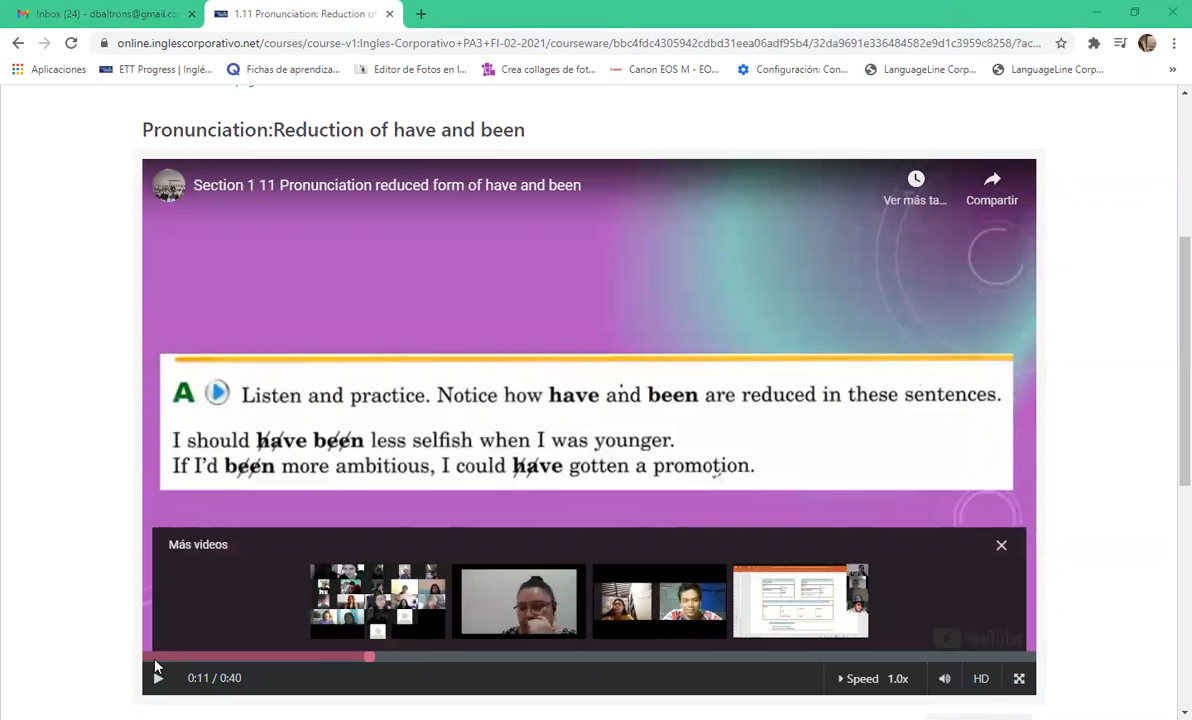 Inbox (24) - dbaltrons@gmail.co
1.11 Pronunciation: Reduction of
online.inglescorporativo.net/courses/course-v1:Ingles-Corporativo+PA3+FI-02-2021/courseware/bbc4fdc4305942cdbd31eea06adf95b4/32da9691e336484582e9d1c3959c8258/?ac...
Aplicaciones
ETT Progress | Inglé...
Fichas de aprendiza...
Editor de Fotos en l...
Crea collages de fot...
Canon EOS M - EO...
Configuración: Con...
LanguageLine Corp...
LanguageLine Corp...
»
Pronunciation:Reduction of have and been
Section 1 11 Pronunciation reduced form of have and been
Ver más ta...
Compartir
A Listen and practice. Notice how have and been are reduced in these sentences.
I should have been less selfish when I was younger.
If I'd been more ambitious, I could have gotten a promotion.
Más videos
YouTube
0:11 / 0:40
Speed 1.0x
HD